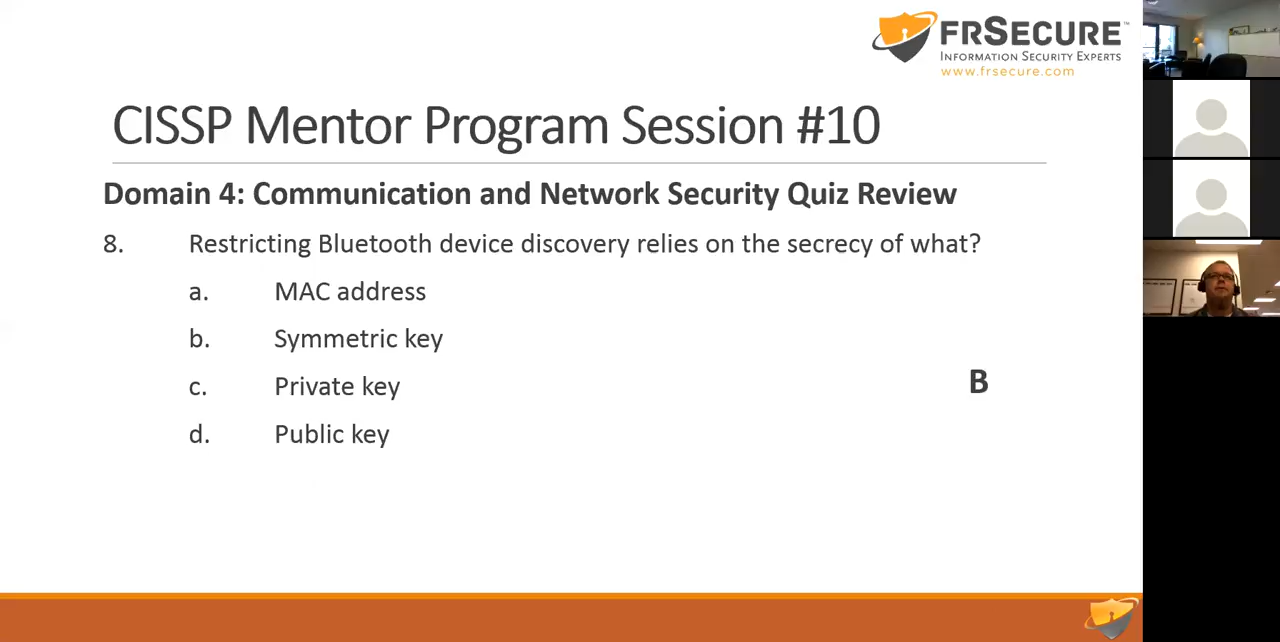 FRSECURE™
INFORMATION SECURITY EXPERTS
www.frsecure.com
CISSP Mentor Program Session #10
Domain 4: Communication and Network Security Quiz Review
8. Restricting Bluetooth device discovery relies on the secrecy of what?
a. MAC address
b. Symmetric key
c. Private key
B
d. Public key